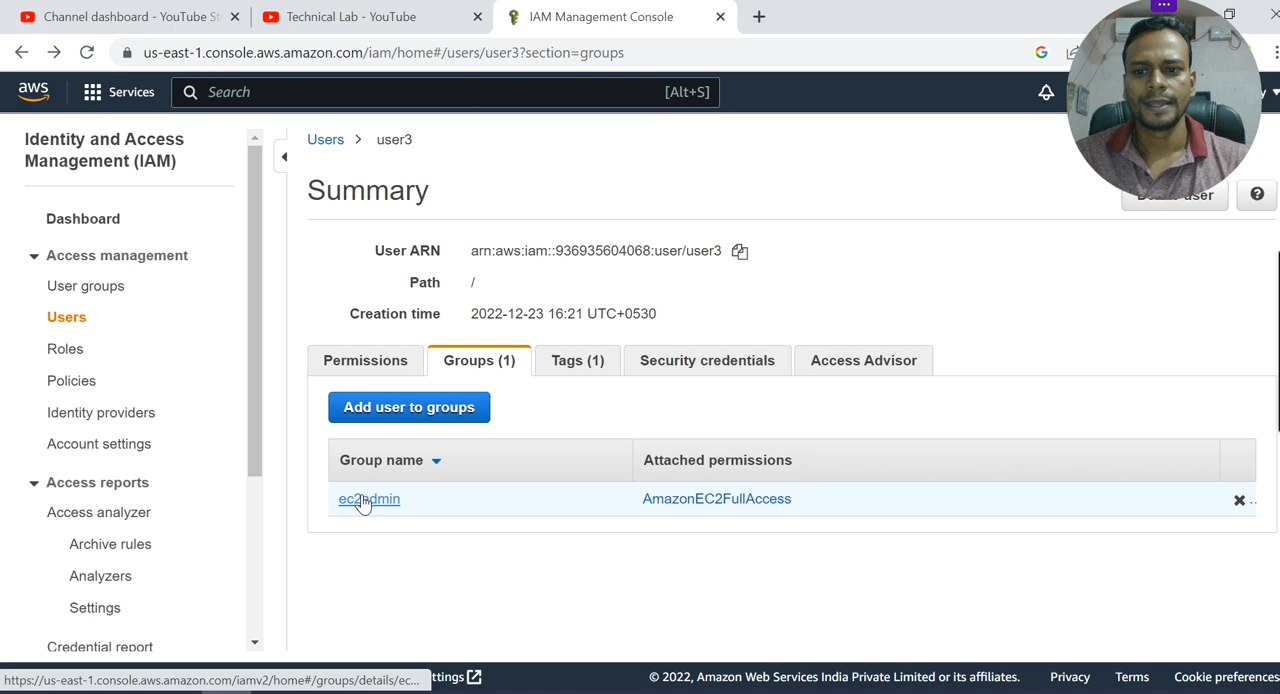 Channel dashboard - YouTube St
Technical Lab - YouTube
IAM Management Console
us-east-1.console.aws.amazon.com/iam/home#/users/user3?section=groups
aws
Services
Search
[Alt+S]
Identity and Access
Management (IAM)
Dashboard
Access management
User groups
Users
Roles
Policies
Identity providers
Account settings
Access reports
Access analyzer
Archive rules
Analyzers
Settings
Credential report
Users > user3
Summary
user
?
User ARN arn:aws:iam::936935604068:user/user3
Path /
Creation time 2022-12-23 16:21 UTC+0530
Permissions Groups (1) Tags (1) Security credentials Access Advisor
Add user to groups
Group name Attached permissions
ec2admin AmazonEC2FullAccess
https://us-east-1.console.aws.amazon.com/iamv2/home#/groups/details/ec...
ttings
© 2022, Amazon Web Services India Private Limited or its affiliates. Privacy Terms Cookie preferences